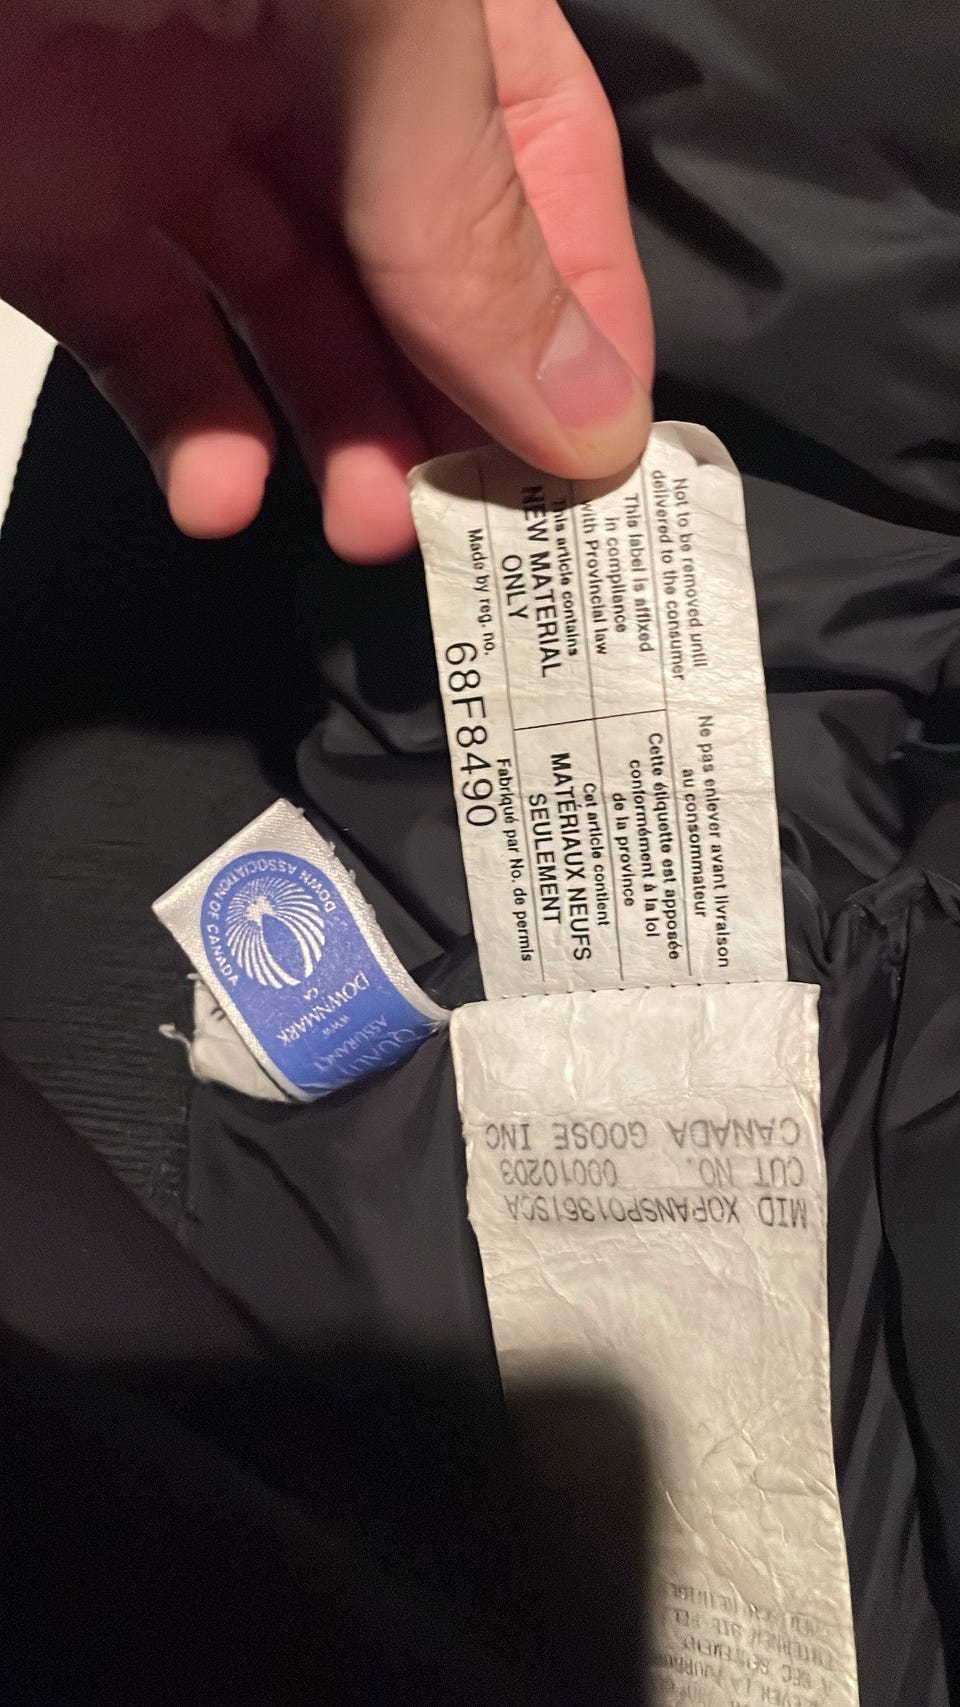 Not to be removed until
delivered to the consumer
Ne pas enlever avant livraison
au consommateur
This label is affixed
in compliance
with Provincial law
Cette étiquette est apposée
conformément à la loi
de la province
This article contains
NEW MATERIAL
ONLY
Cet article contient
MATÉRIAUX NEUFS
SEULEMENT
Made by reg. no.
Fabriqué par No. de permis
68F8490
DOWN ASSOCIATION OF CANADA
DOWNMARK
CA
WWW
ASSURANCE
MID XOPANSP01361SCA
CUT NO. 00010203
CANADA GOOSE INC